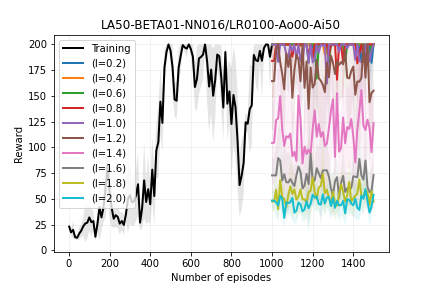 LA50-BETA01-NN016/LR0100-Ao00-Ai50
Reward
200
175
150
125
100
75
50
25
0
Training
(l=0.2)
(l=0.4)
(l=0.6)
(l=0.8)
(l=1.0)
(l=1.2)
(l=1.4)
(l=1.6)
(l=1.8)
(l=2.0)
0 200 400 600 800 1000 1200 1400
Number of episodes